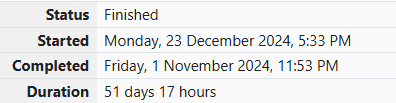 Status Finished
Started Monday, 23 December 2024, 5:33 PM
Completed Friday, 1 November 2024, 11:53 PM
Duration 51 days 17 hours